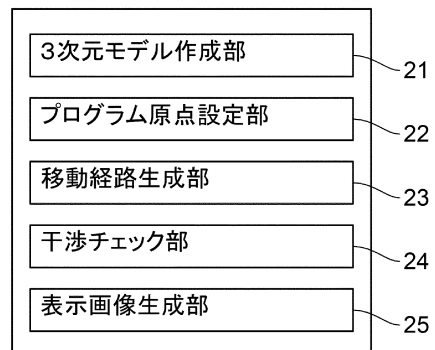 3次元モデル作成部 21
プログラム原点設定部 22
移動経路生成部 23
干渉チェック部 24
表示画像生成部 25